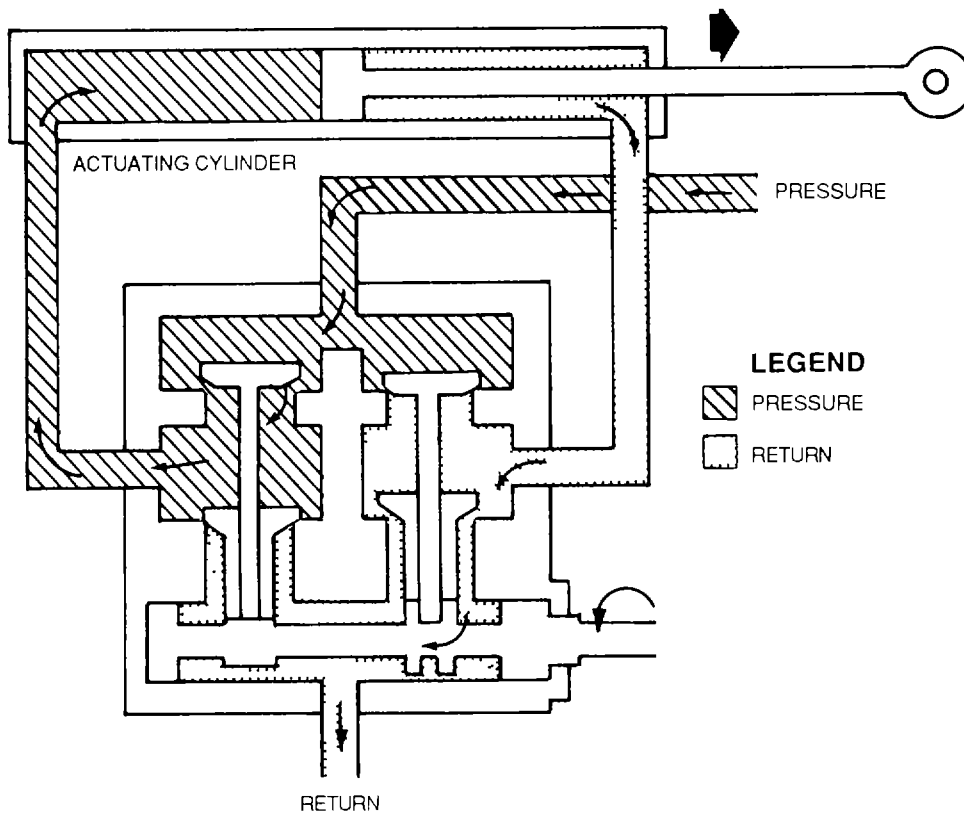 ACTUATING CYLINDER
PRESSURE
LEGEND
PRESSURE
RETURN
RETURN